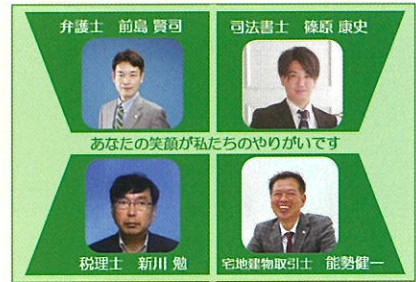 弁護士 前島 賢司
司法書士 篠原 康史
あなたの笑顔が私たちのやりがいです
税理士 新川 勉
宅地建物取引士 能勢健一